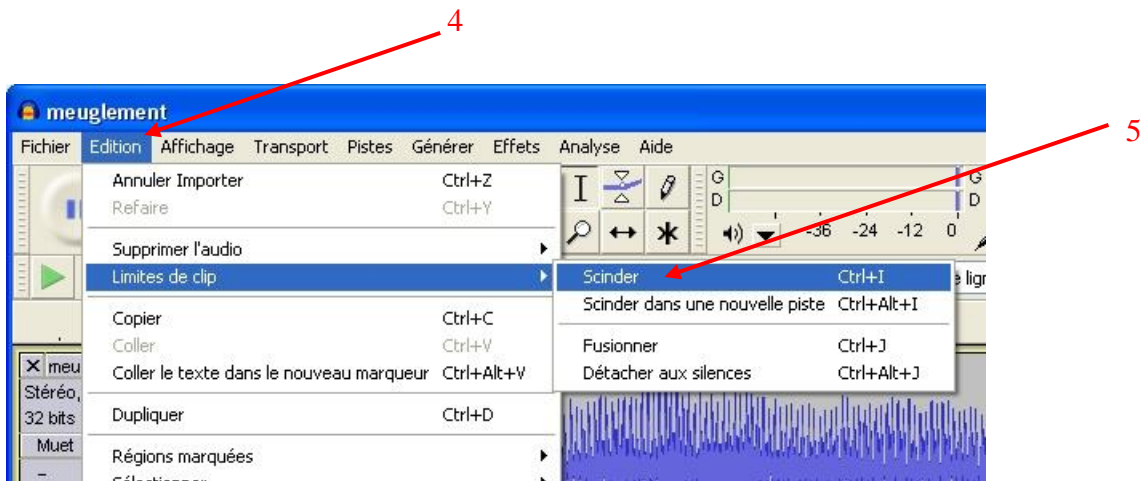 4
5
meuglement
Fichier Edition Affichage Transport Pistes Générer Effets Analyse Aide
Annuler Importer Ctrl+Z
Refaire Ctrl+Y
Supprimer l'audio
Limites de clip
Copier Ctrl+C
Coller Ctrl+V
Coller le texte dans le nouveau marqueur Ctrl+Alt+V
Dupliquer Ctrl+D
Régions marquées
G
D
G
D
-36 -24 -12 0
Scinder Ctrl+I
Scinder dans une nouvelle piste Ctrl+Alt+I
Fusionner Ctrl+J
Détacher aux silences Ctrl+Alt+J
X meu
Stéréo,
32 bits
Muet